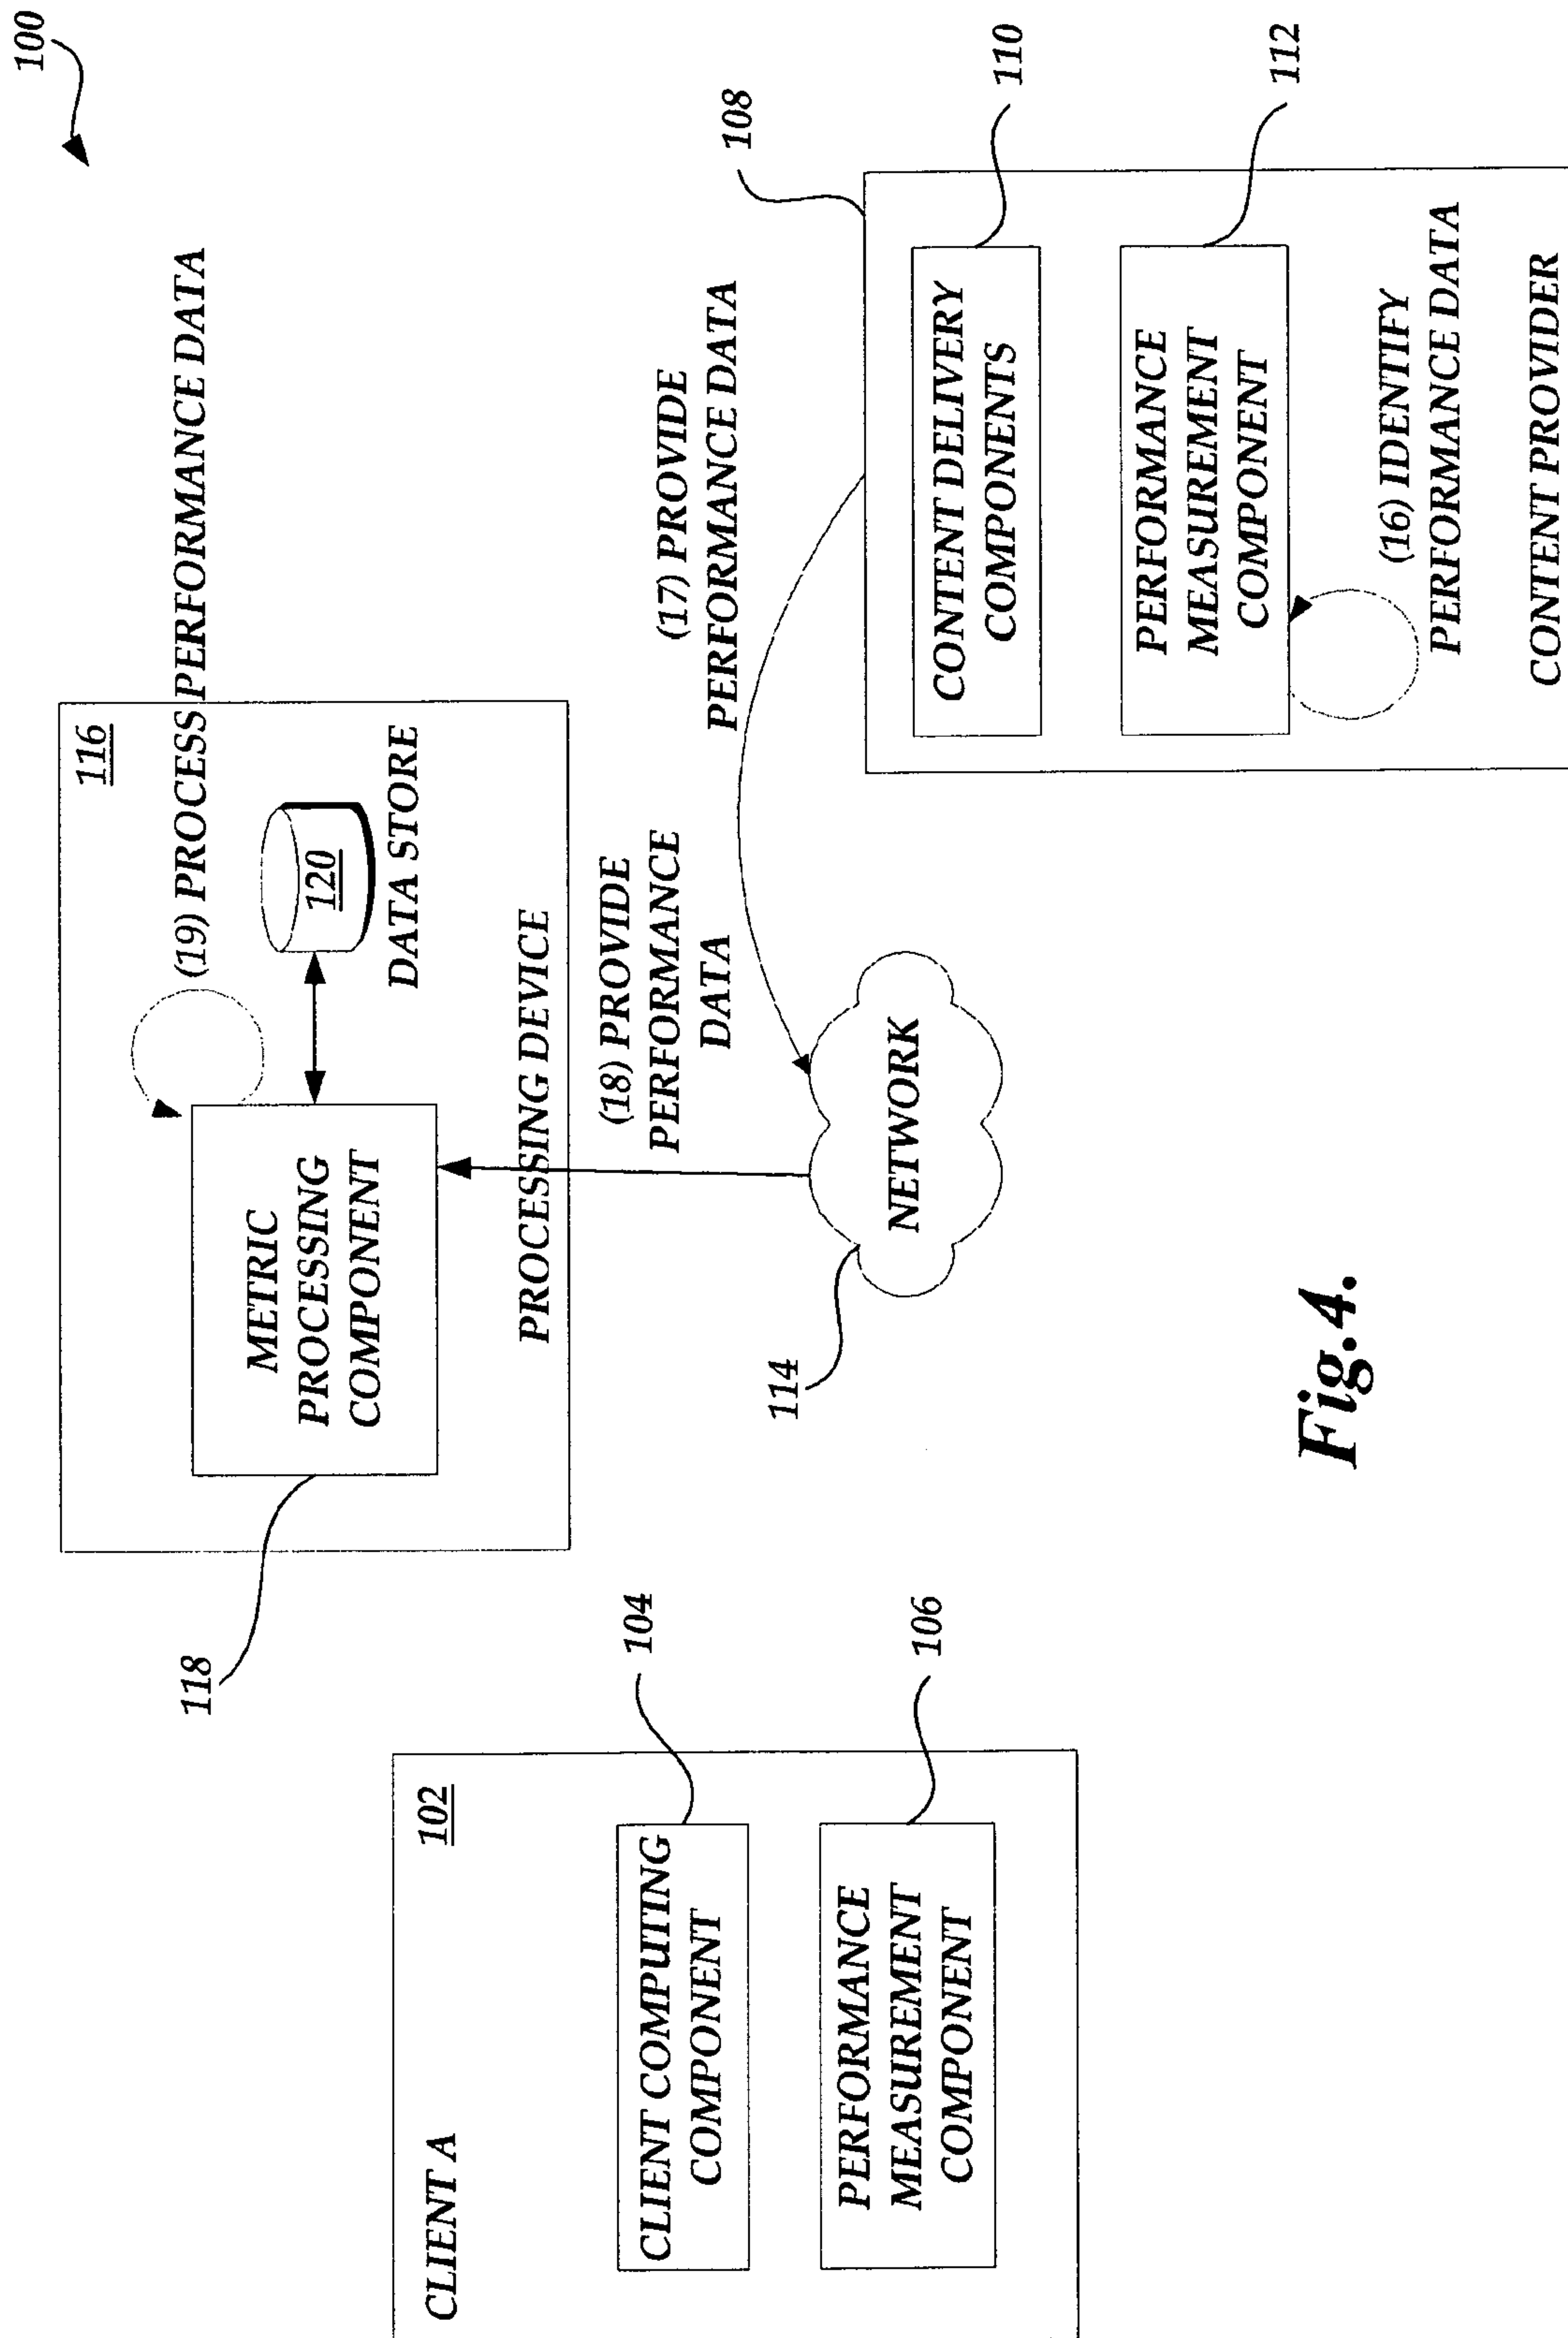 100
116
(19) PROCESS PERFORMANCE DATA
METRIC
PROCESSING
COMPONENT
120
DATA STORE
PROCESSING DEVICE
118
(18) PROVIDE
PERFORMANCE
DATA
(17) PROVIDE
PERFORMANCE DATA
108
CLIENT A
102
CLIENT COMPUTING
COMPONENT
104
PERFORMANCE
MEASUREMENT
COMPONENT
106
114
NETWORK
CONTENT DELIVERY
COMPONENTS
110
PERFORMANCE
MEASUREMENT
COMPONENT
112
(16) IDENTIFY
PERFORMANCE DATA
CONTENT PROVIDER
Fig.4.